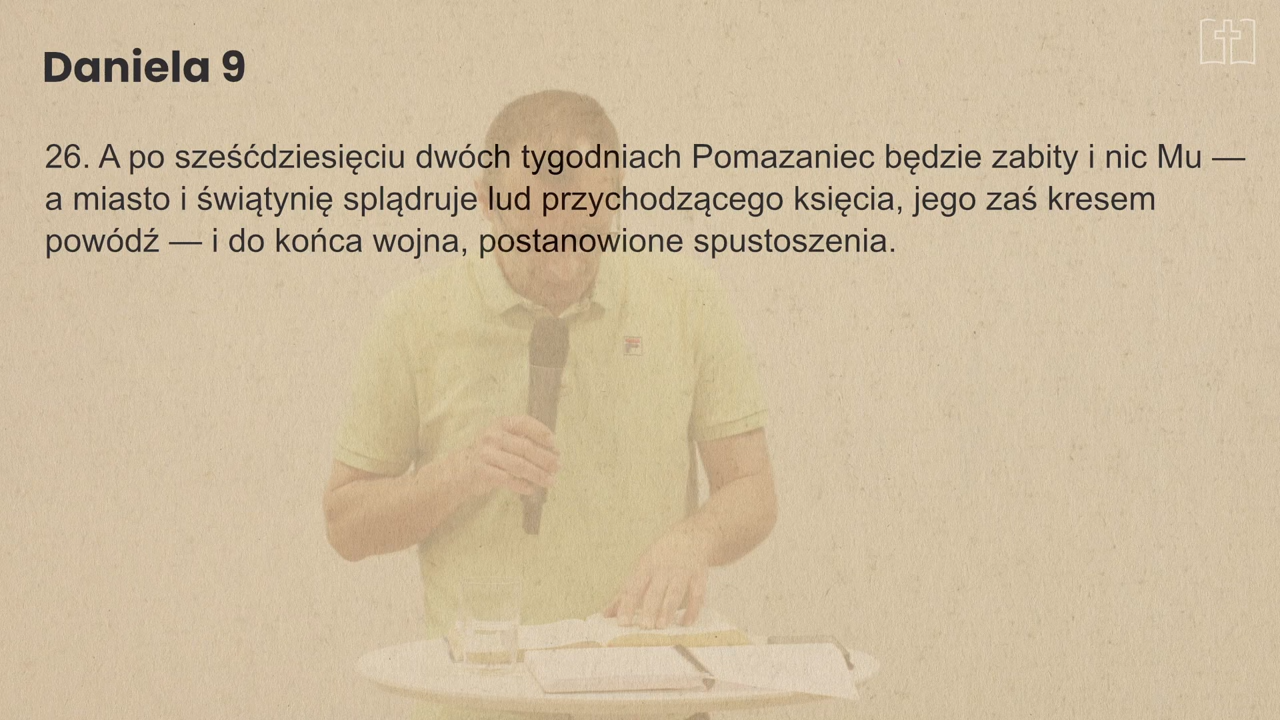 Daniela 9
26. A po sześćdziesięciu dwóch tygodniach Pomazaniec będzie zabity i nic Mu —
a miasto i świątynię splądruje lud przychodzącego księcia, jego zaś kresem
powódź — i do końca wojna, postanowione spustoszenia.